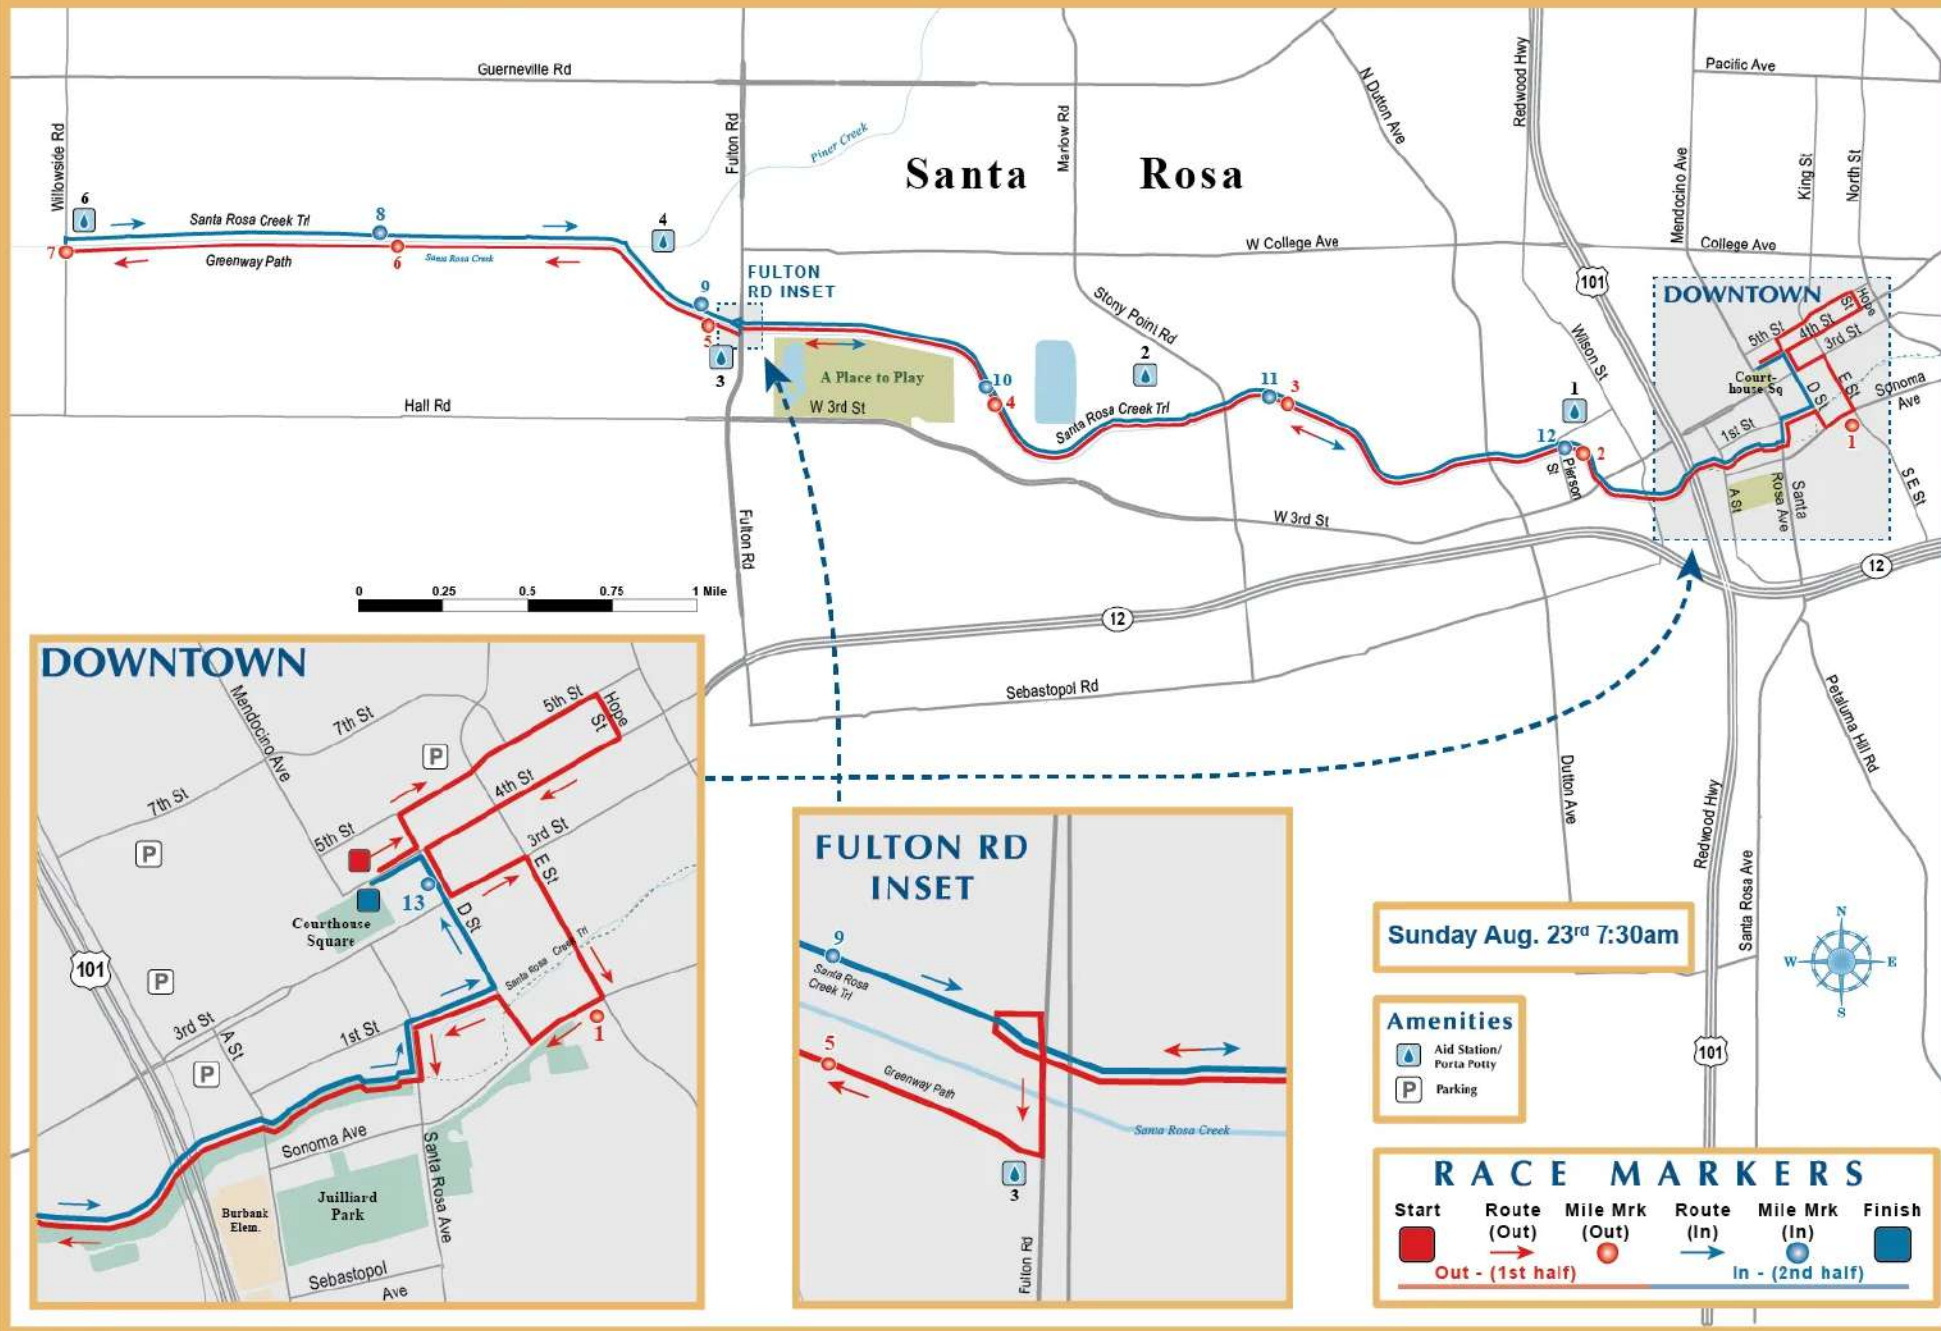 Guerneville Rd
Willowside Rd
Fulton Rd
Piner Creek
Santa Rosa
Marlow Rd
N Dutton Ave
Redwood Hwy
Pacific Ave
Mendocino Ave
King St
North St
6
Santa Rosa Creek Trl
8
4
7
Greenway Path
6
Santa Rosa Creek
W College Ave
College Ave
101
9
FULTON
RD INSET
5
3
A Place to Play
W 3rd St
Hall Rd
10
4
Stony Point Rd
2
Santa Rosa Creek Trl
11
3
Wilson St
1
12
2
Pierson
St
DOWNTOWN
5th St
4th St
Hope
St
3rd St
Court-
house Sq
D St
E St
Sonoma
Ave
1st St
1
A St
Santa
Rosa Ave
S E St
W 3rd St
Fulton Rd
12
12
0 0.25 0.5 0.75 1 Mile
Sebastopol Rd
Dutton Ave
Redwood Hwy
Santa Rosa Ave
Petaluma Hill Rd
101
DOWNTOWN
Mendocino Ave
7th St
5th St
Hope
St
P
4th St
7th St
5th St
3rd St
P
E St
13
D St
Courthouse
Square
Santa Rosa Creek Trl
101
P
3rd St
A St
1st St
1
P
Sonoma Ave
Santa Rosa Ave
Juilliard
Park
Burbank
Elem.
Sebastopol
Ave
FULTON RD
INSET
9
Santa Rosa
Creek Trl
5
Greenway Path
Santa Rosa Creek
3
Fulton Rd
Sunday Aug. 23rd 7:30am
N
W
E
S
Amenities
Aid Station/
Porta Potty
P
Parking
RACE MARKERS
Start
Route
(Out)
Mile Mrk
(Out)
Route
(In)
Mile Mrk
(In)
Finish
Out - (1st half)
In - (2nd half)